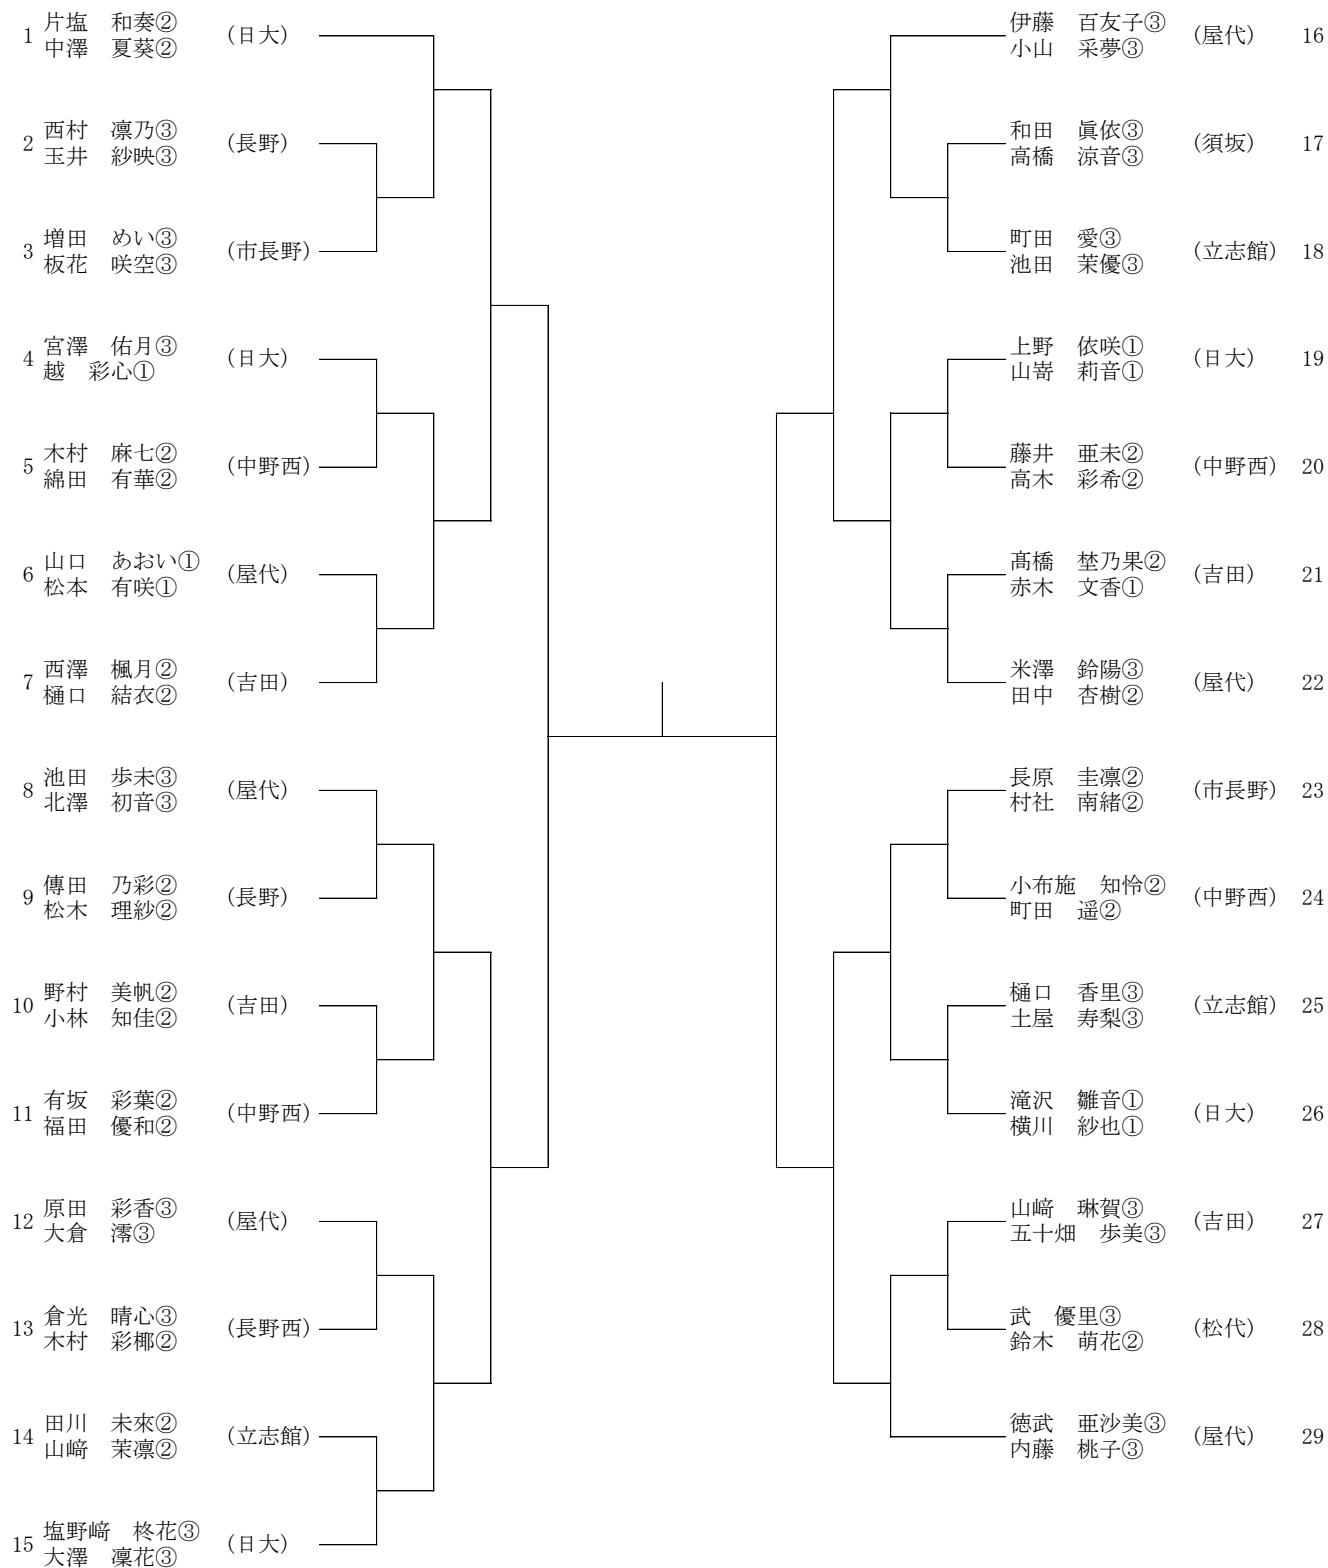 1 片塩　和奏② (日大)
中澤　夏葵②
2 西村　凛乃③ (長野)
玉井　紗映③
3 増田　めい③ (市長野)
板花　咲空③
4 宮澤　佑月③ (日大)
越　彩心①
5 木村　麻七② (中野西)
綿田　有華②
6 山口　あおい① (屋代)
松本　有咲①
7 西澤　楓月② (吉田)
樋口　結衣②
8 池田　歩未③ (屋代)
北澤　初音③
9 傳田　乃彩② (長野)
松木　理紗②
10 野村　美帆② (吉田)
小林　知佳②
11 有坂　彩葉② (中野西)
福田　優和②
12 原田　彩香③ (屋代)
大倉　澪③
13 倉光　晴心③ (長野西)
木村　彩椰②
14 田川　未來② (立志館)
山﨑　茉凛②
15 塩野﨑　柊花③ (日大)
大澤　凜花③
伊藤　百友子③ (屋代) 16
小山　采夢③
和田　眞依③ (須坂) 17
高橋　涼音③
町田　愛③ (立志館) 18
池田　茉優③
上野　依咲① (日大) 19
山嵜　莉音①
藤井　亜未② (中野西) 20
高木　彩希②
髙橋　埜乃果② (吉田) 21
赤木　文香①
米澤　鈴陽③ (屋代) 22
田中　杏樹②
長原　圭凛② (市長野) 23
村社　南緒②
小布施　知怜② (中野西) 24
町田　遥②
樋口　香里③ (立志館) 25
土屋　寿梨③
滝沢　雛音① (日大) 26
横川　紗也①
山﨑　琳賀③ (吉田) 27
五十畑　歩美③
武　優里③ (松代) 28
鈴木　萌花②
徳武　亜沙美③ (屋代) 29
内藤　桃子③